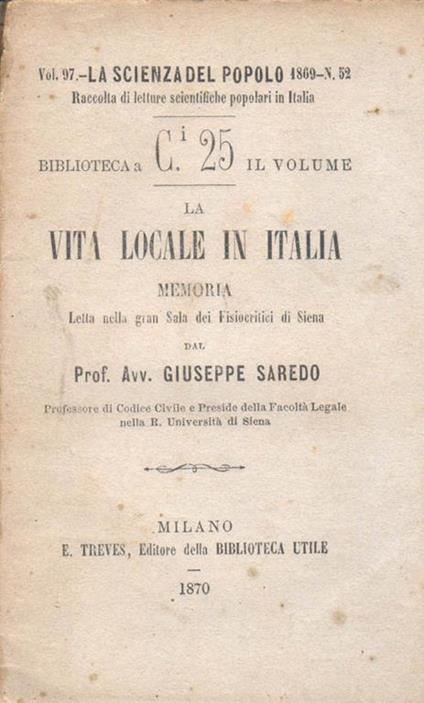 Vol. 97.—LA SCIENZA DEL POPOLO 1869—N. 52
Raccolta di letture scientifiche popolari in Italia
BIBLIOTECA a C.i 25 IL VOLUME
LA
VITA LOCALE IN ITALIA
MEMORIA
Letta nella gran Sala dei Fisiocritici di Siena
DAL
Prof. Avv. GIUSEPPE SAREDO
Professore di Codice Civile e Preside della Facoltà Legale
nella R. Università di Siena
MILANO
E. TREVES, Editore della BIBLIOTECA UTILE
1870